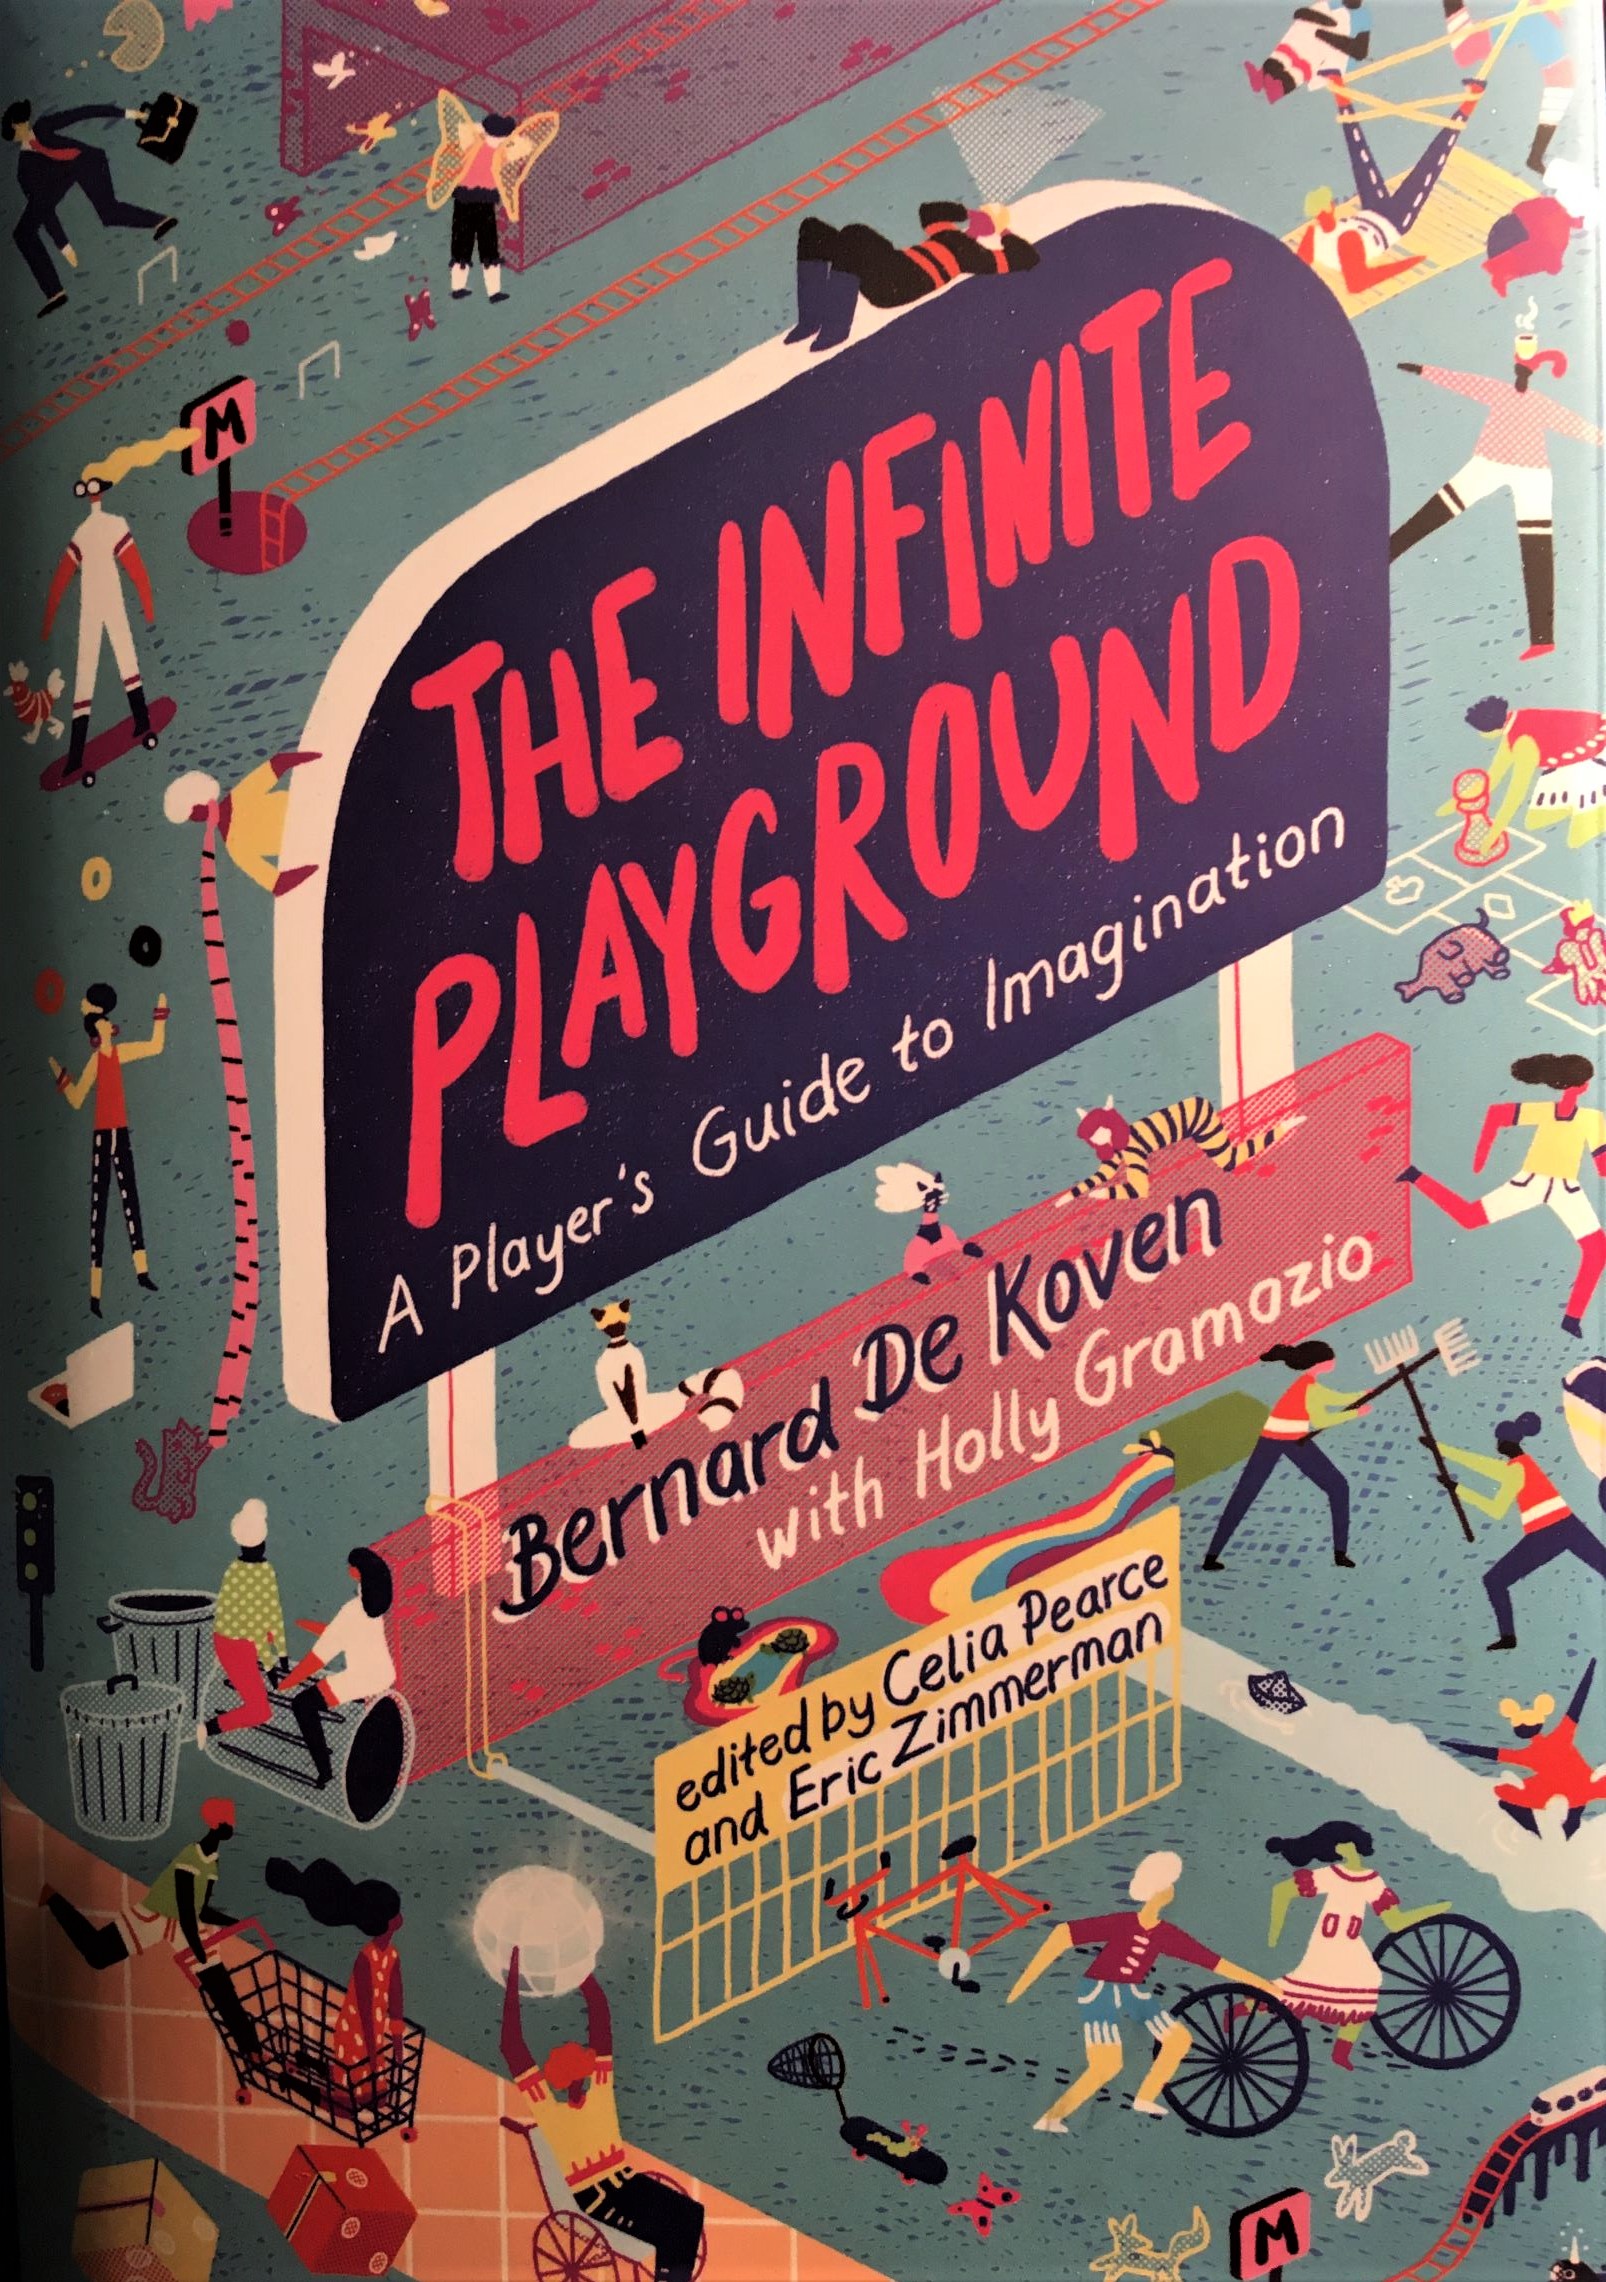 M
THE INFINITE
PLAYGROUND
A Player's Guide to Imagination
Bernard De Koven
with Holly Gramazio
edited by Celia Pearce
and Eric Zimmerman
M